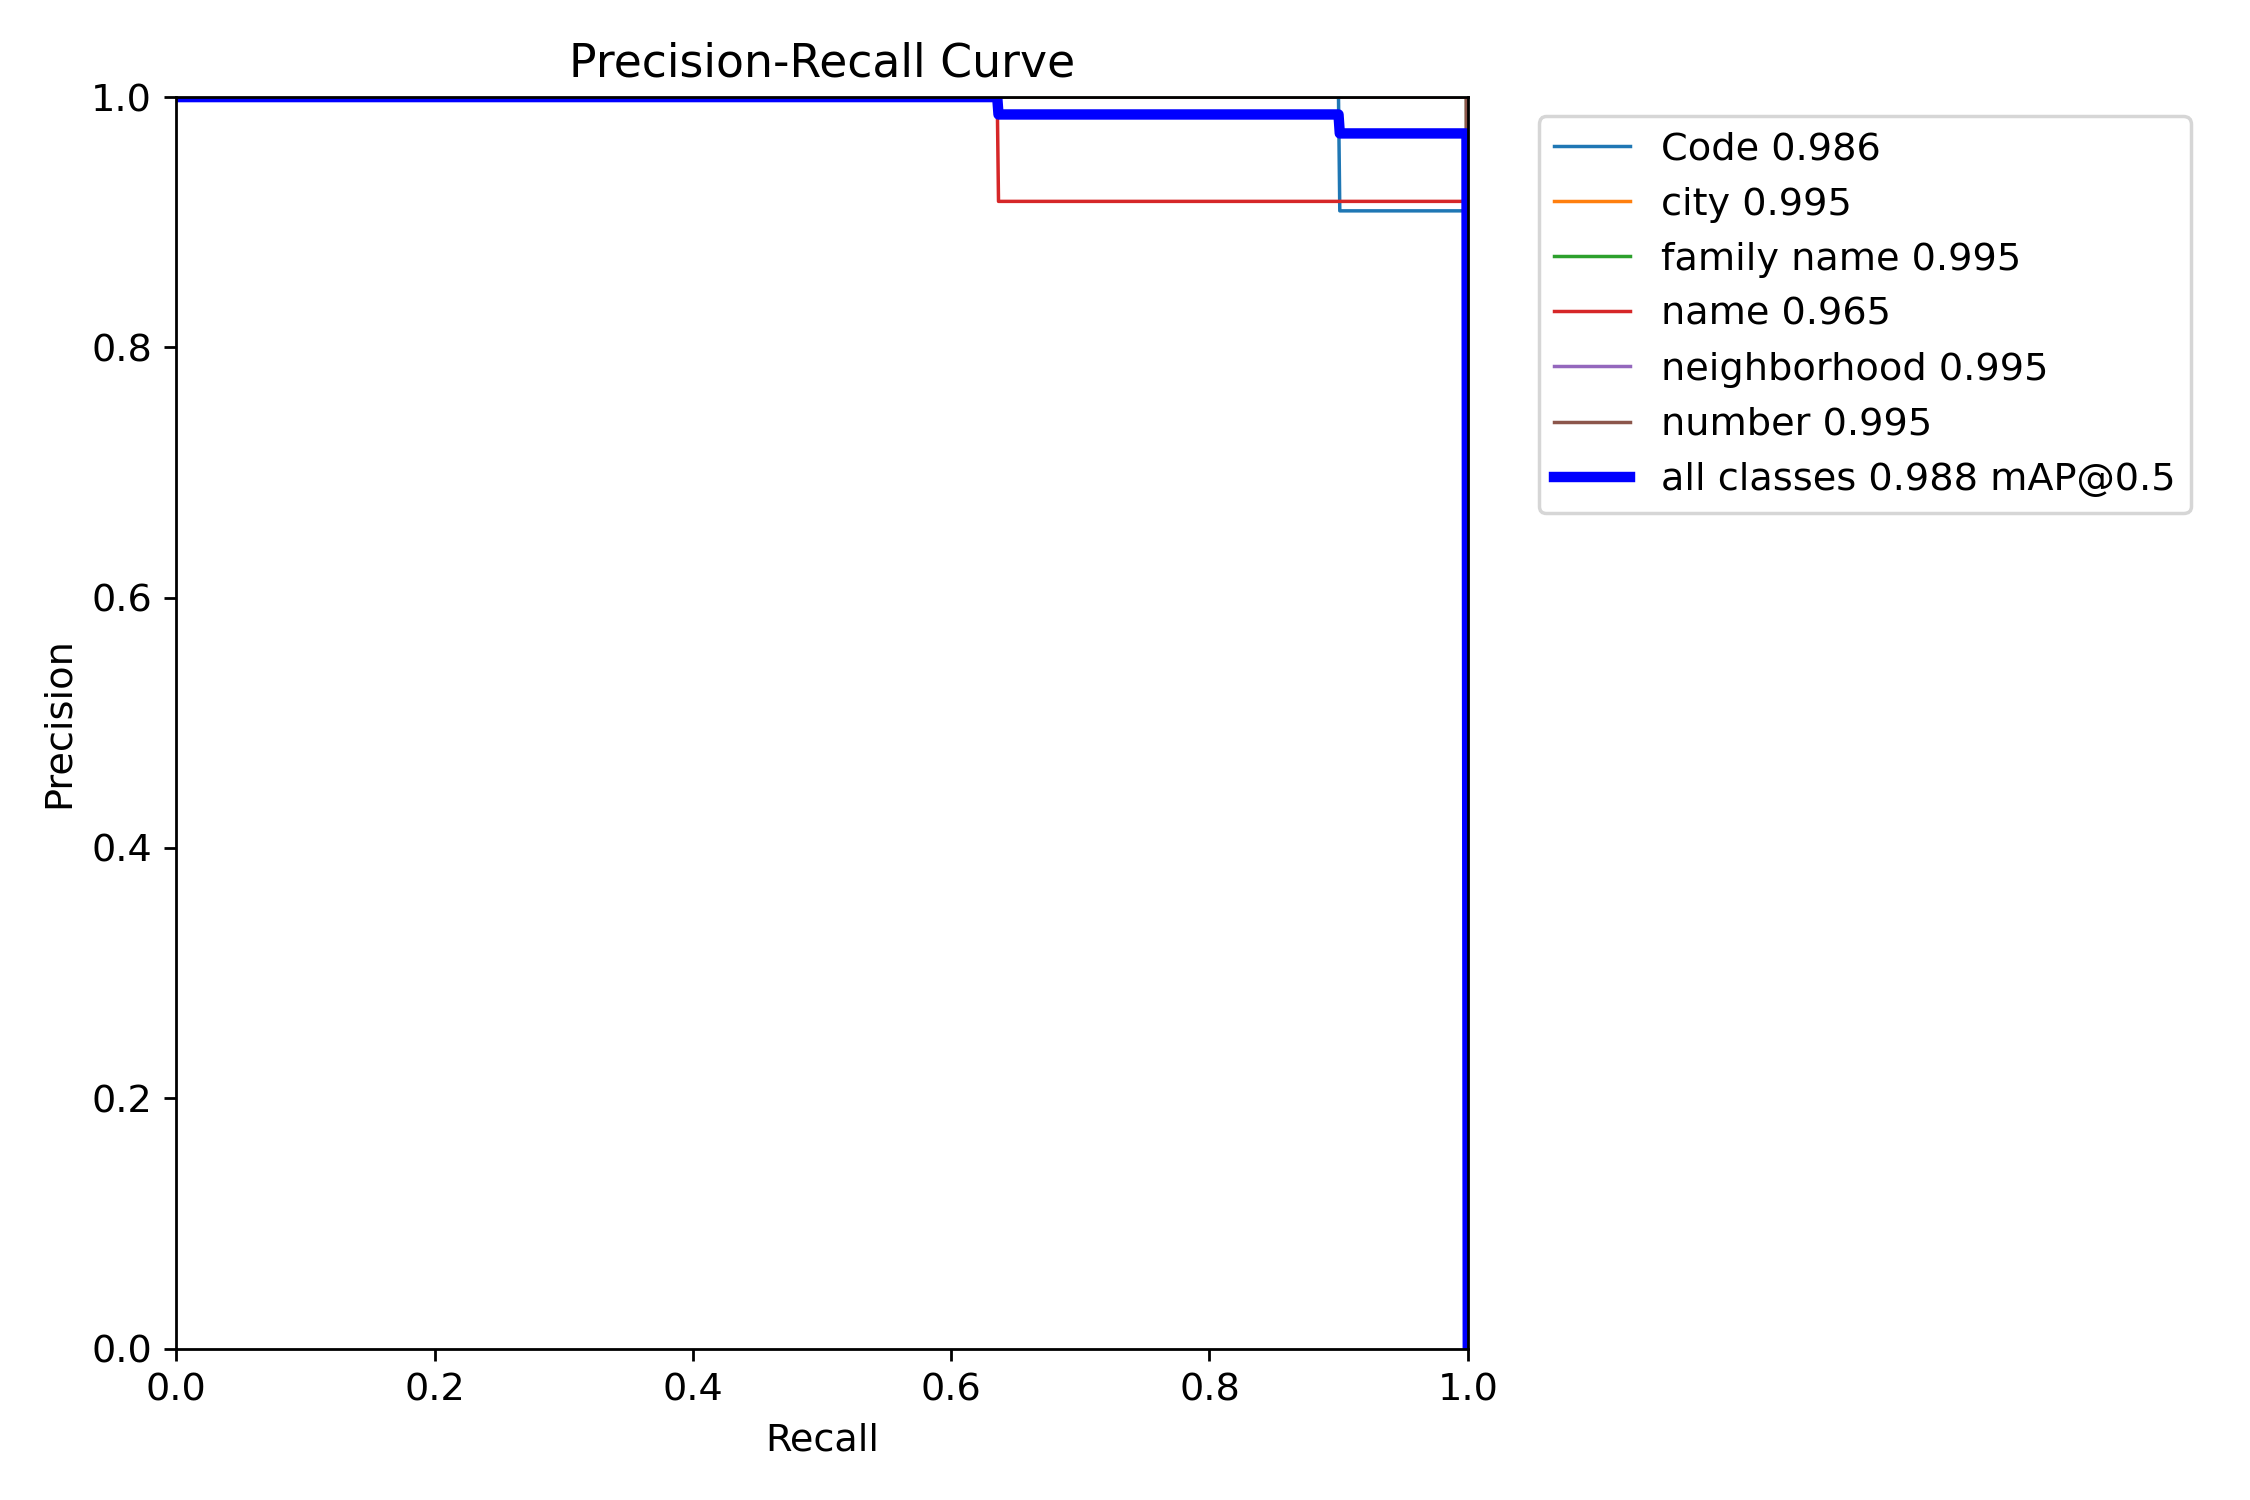 Precision-Recall Curve
1.0
0.8
0.6
0.4
0.2
0.0
Precision
0.0 0.2 0.4 0.6 0.8 1.0
Recall
Code 0.986
city 0.995
family name 0.995
name 0.965
neighborhood 0.995
number 0.995
all classes 0.988 mAP@0.5